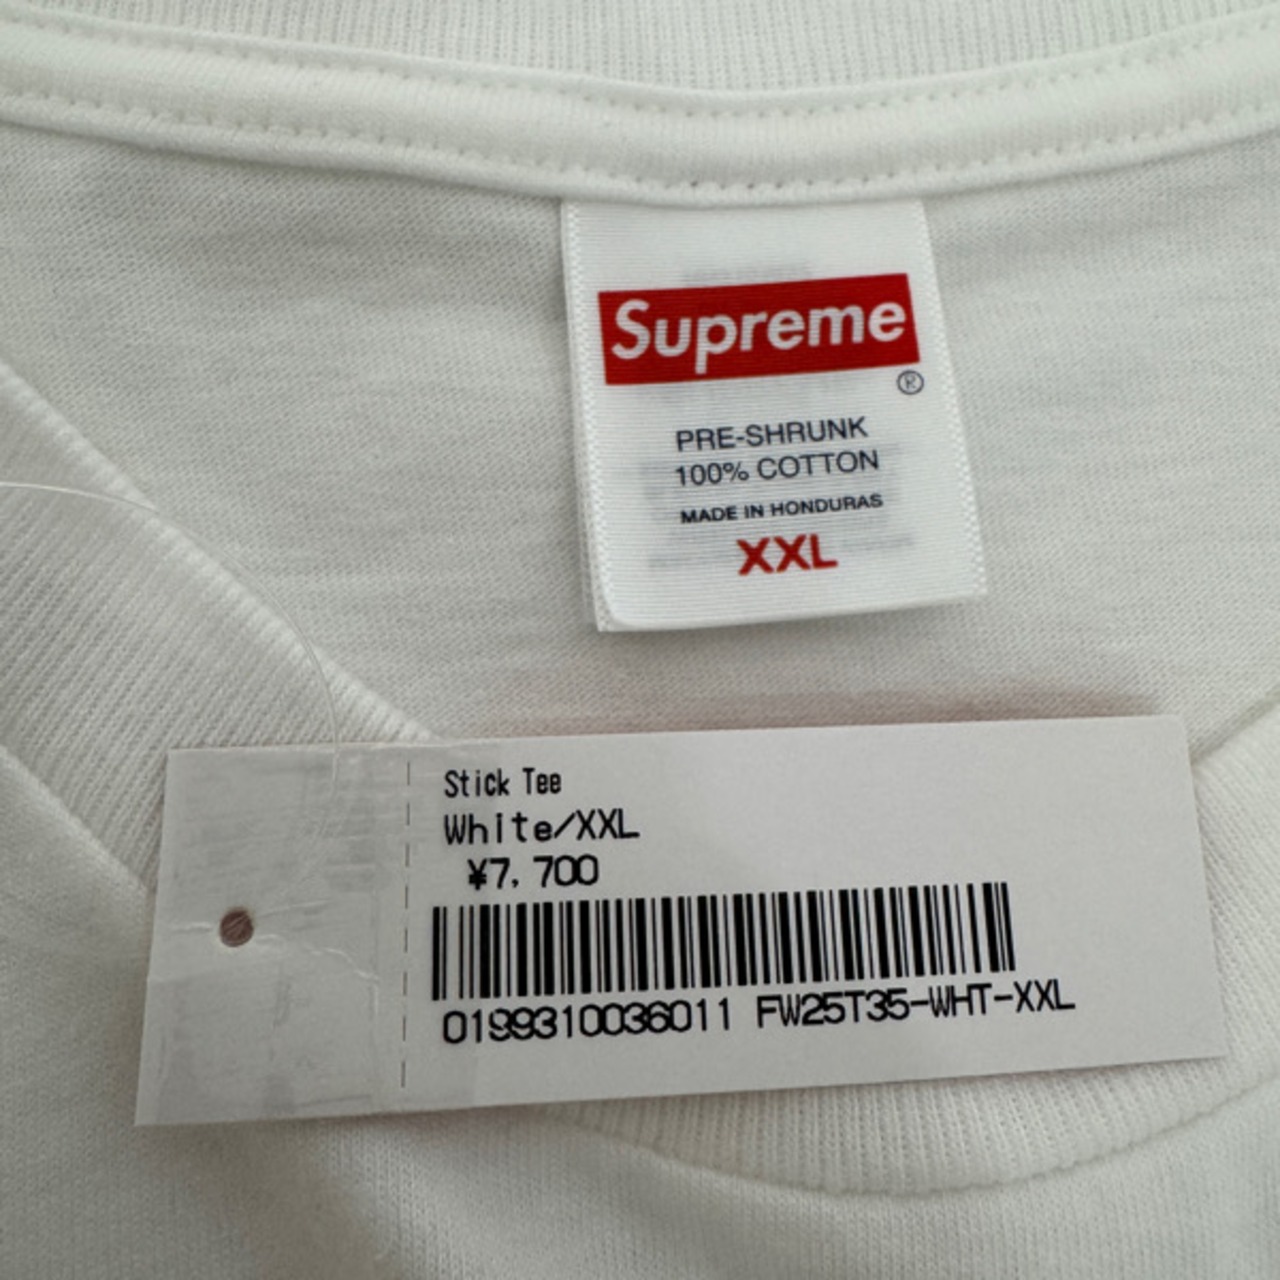 Supreme
®
PRE-SHRUNK
100% COTTON
MADE IN HONDURAS
XXL
Stick Tee
White/XXL
¥7,700
0199310036011 FW25T35-WHT-XXL